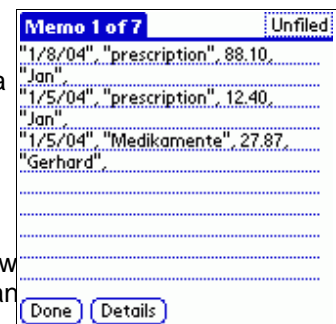 Memo 1 of 7 Unfiled
"1/8/04", "prescription", 88.10,
a "Jan",
"1/5/04", "prescription", 12.40,
"Jan",
"1/5/04", "Medikamente", 27.87,
"Gerhard",
w
an
Done Details